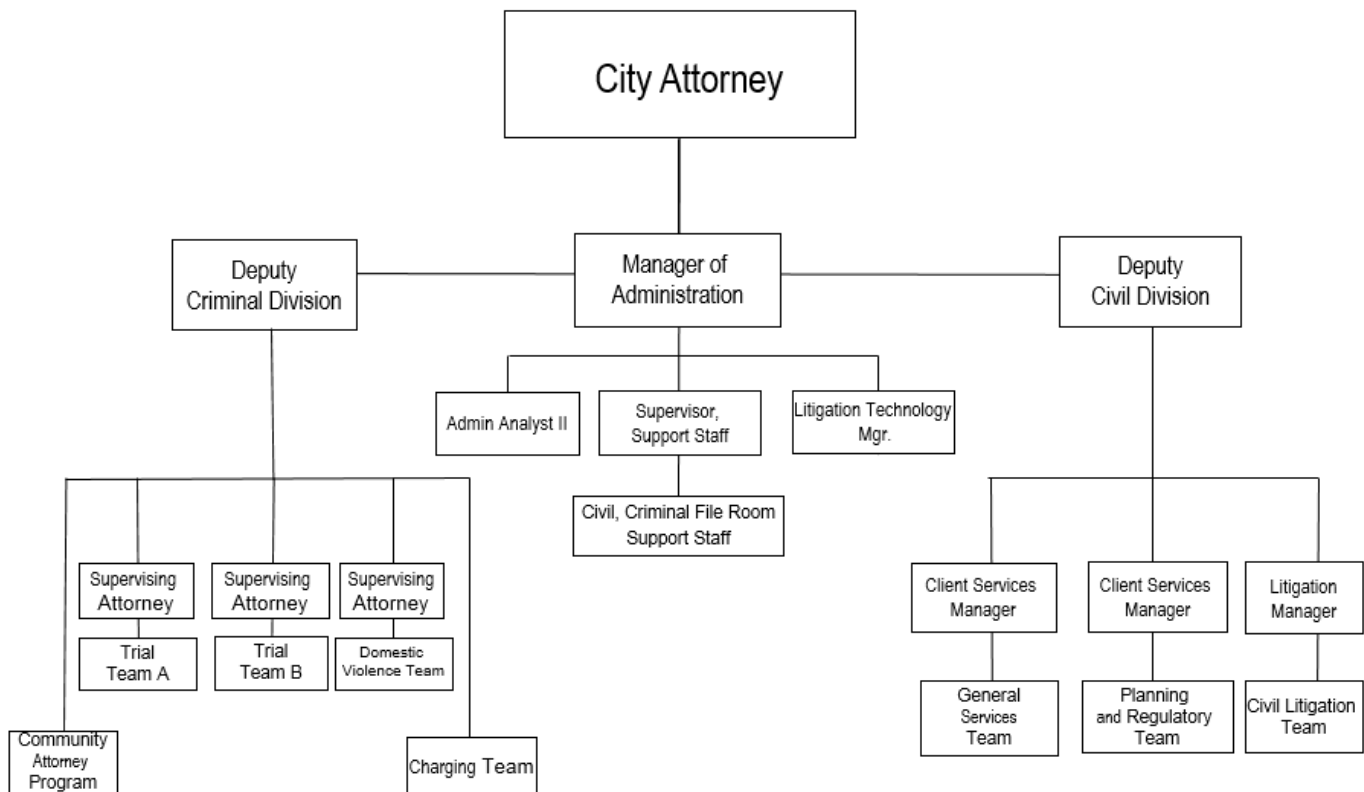 City Attorney
Deputy
Criminal Division
Manager of
Administration
Deputy
Civil Division
Admin Analyst II
Supervisor,
Support Staff
Litigation Technology
Mgr.
Civil, Criminal File Room
Support Staff
Supervising
Attorney
Supervising
Attorney
Supervising
Attorney
Client Services
Manager
Client Services
Manager
Litigation
Manager
Trial
Team A
Trial
Team B
Domestic
Violence Team
General
Services
Team
Planning
and Regulatory
Team
Civil Litigation
Team
Community
Attorney
Program
Charging Team